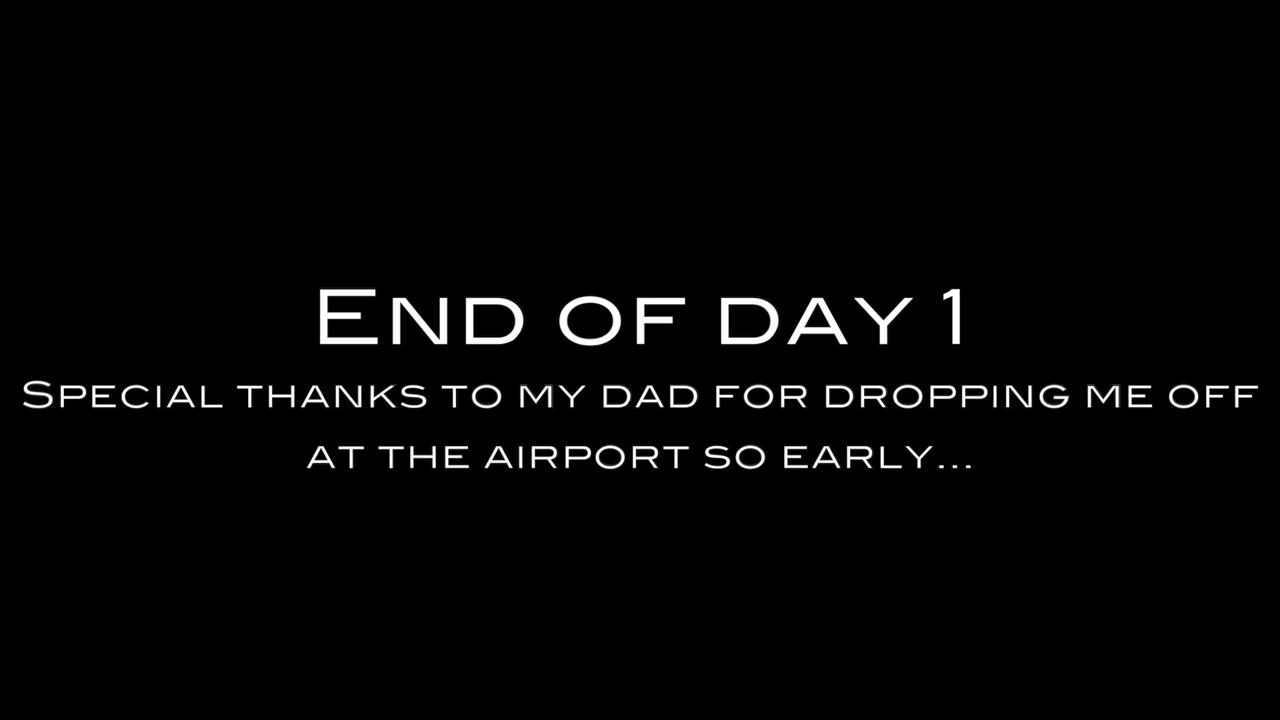 End of day 1
Special thanks to my dad for dropping me off
at the airport so early...